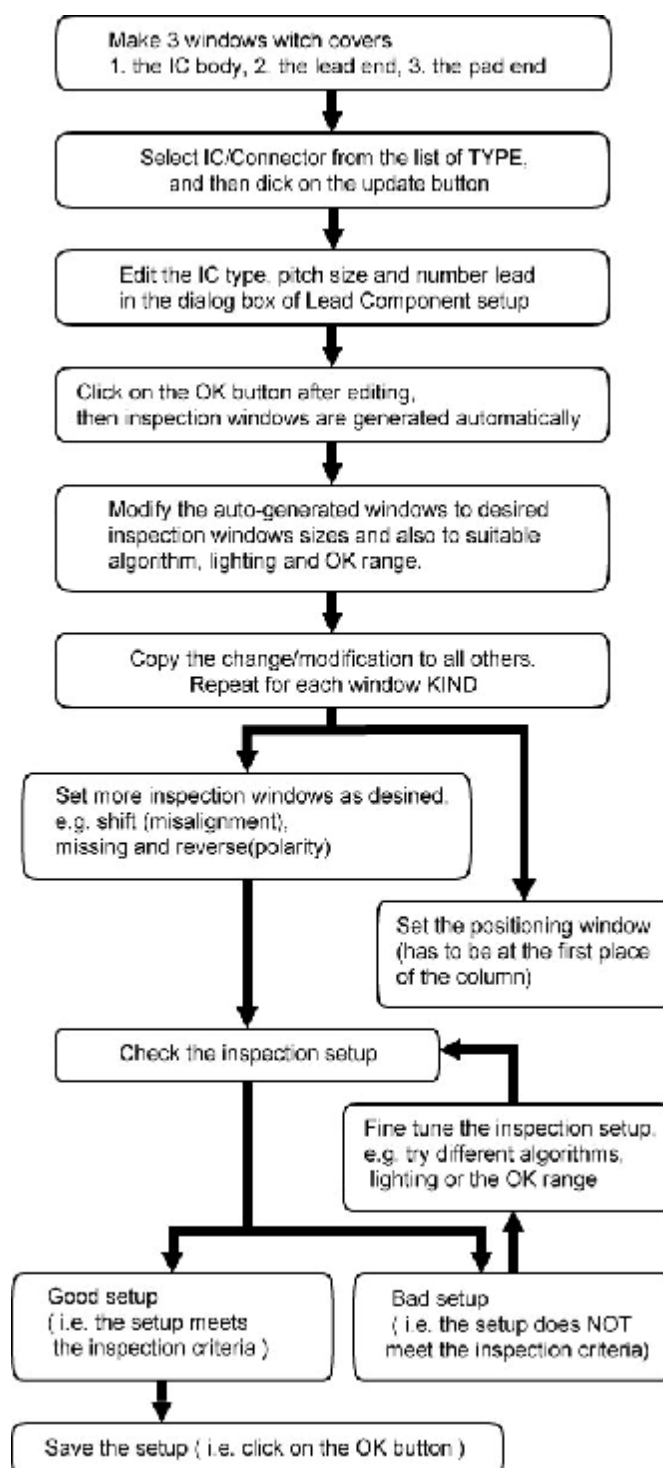 Make 3 windows witch covers
1. the IC body, 2. the lead end, 3. the pad end
Select IC/Connector from the list of TYPE,
and then dick on the update button
Edit the IC type, pitch size and number lead
in the dialog box of Lead Component setup
Click on the OK button after editing,
then inspection windows are generated automatically
Modify the auto-generated windows to desired
inspection windows sizes and also to suitable
algorithm, lighting and OK range.
Copy the change/modification to all others.
Repeat for each window KIND
Set more inspection windows as desired.
e.g. shift (misalignment),
missing and reverse(polarity)
Set the positioning window
(has to be at the first place
of the column)
Check the inspection setup
Fine tune the inspection setup.
e.g. try different algorithms,
lighting or the OK range
Good setup
( i.e. the setup meets
the inspection criteria )
Bad setup
( i.e. the setup does NOT
meet the inspection criteria)
Save the setup ( i.e. click on the OK button )